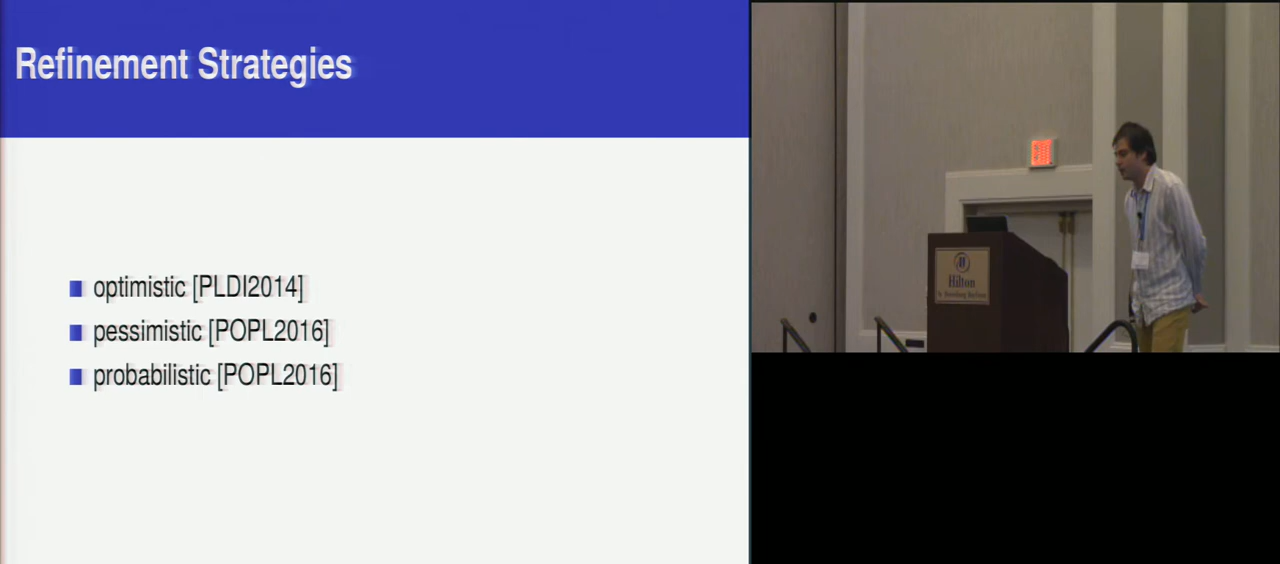 Refinement Strategies
optimistic [PLDI2014]
pessimistic [POPL2016]
probabilistic [POPL2016]
Hilton